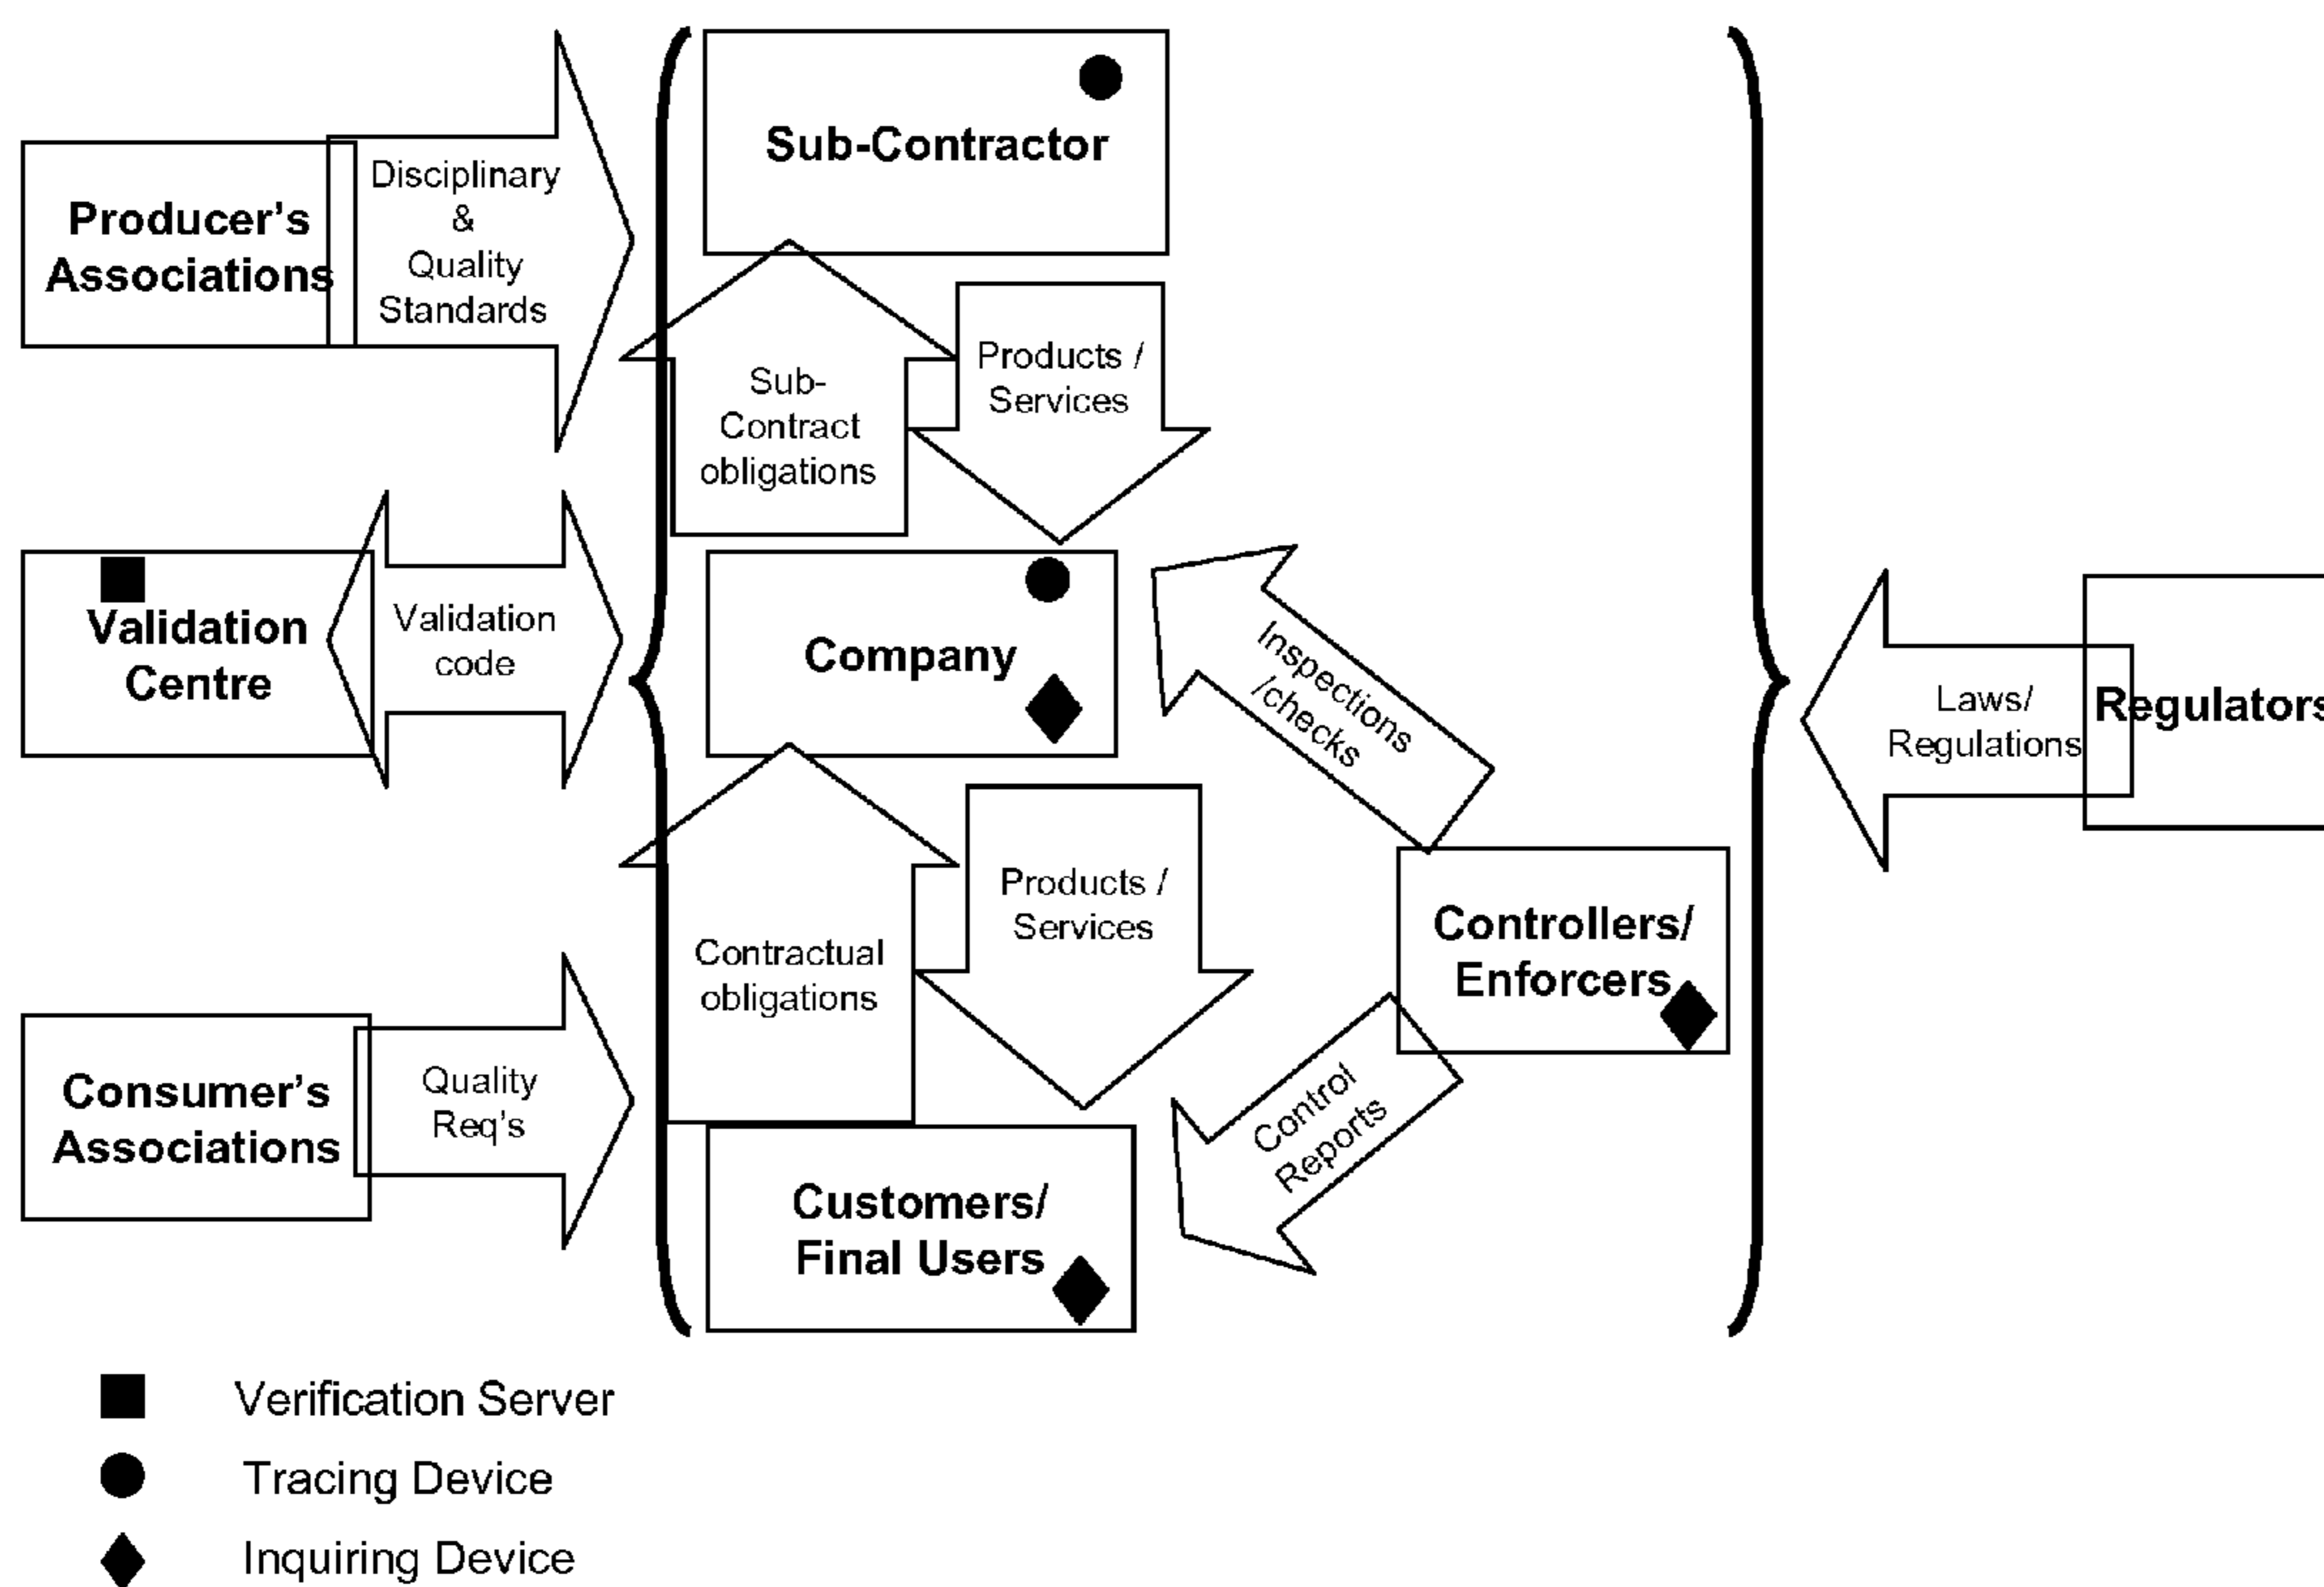 Sub-Contractor
Producer’s
Associations
Disciplinary
&
Quality
Standards
Sub-
Contract
obligations
Products /
Services
Validation
Centre
Validation
code
Company
Inspections
/checks
Laws/
Regulations
Regulators
Contractual
obligations
Products /
Services
Controllers/
Enforcers
Consumer’s
Associations
Quality
Req’s
Control
Reports
Customers/
Final Users
Verification Server
Tracing Device
Inquiring Device